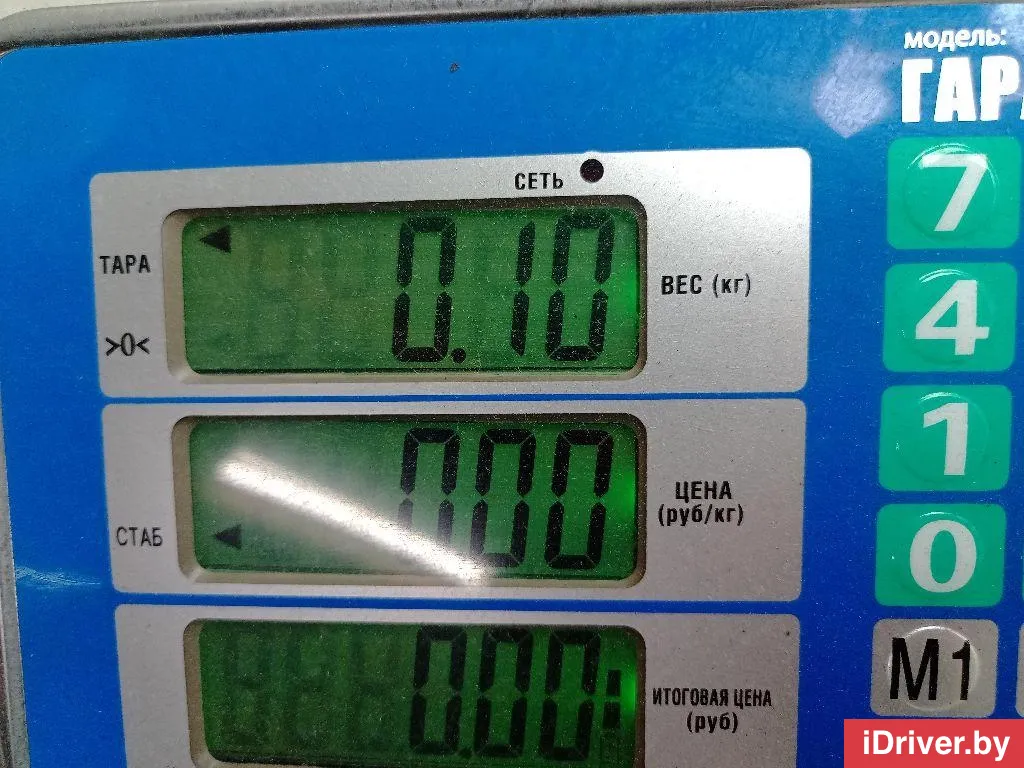 модель:
ГАР
СЕТЬ
ТАРА
0.10
ВЕС (кг)
>0<
7
4
1
0
M1
ЦЕНА
(руб/кг)
0.00
СТАБ
0.00
ИТОГОВАЯ ЦЕНА
(руб)
iDriver.by